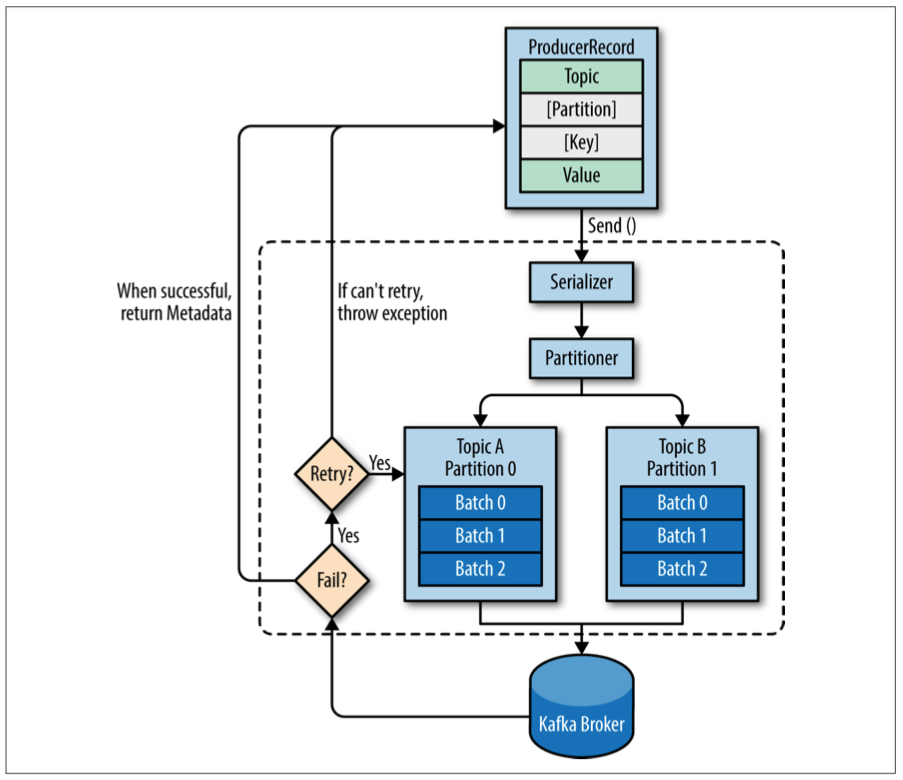 ProducerRecord
Topic
[Partition]
[Key]
Value
Send ()
Serializer
When successful,
return Metadata
If can't retry,
throw exception
Partitioner
Topic A
Partition 0
Batch 0
Batch 1
Batch 2
Topic B
Partition 1
Batch 0
Batch 1
Batch 2
Retry?
Yes
Yes
Fail?
Kafka Broker